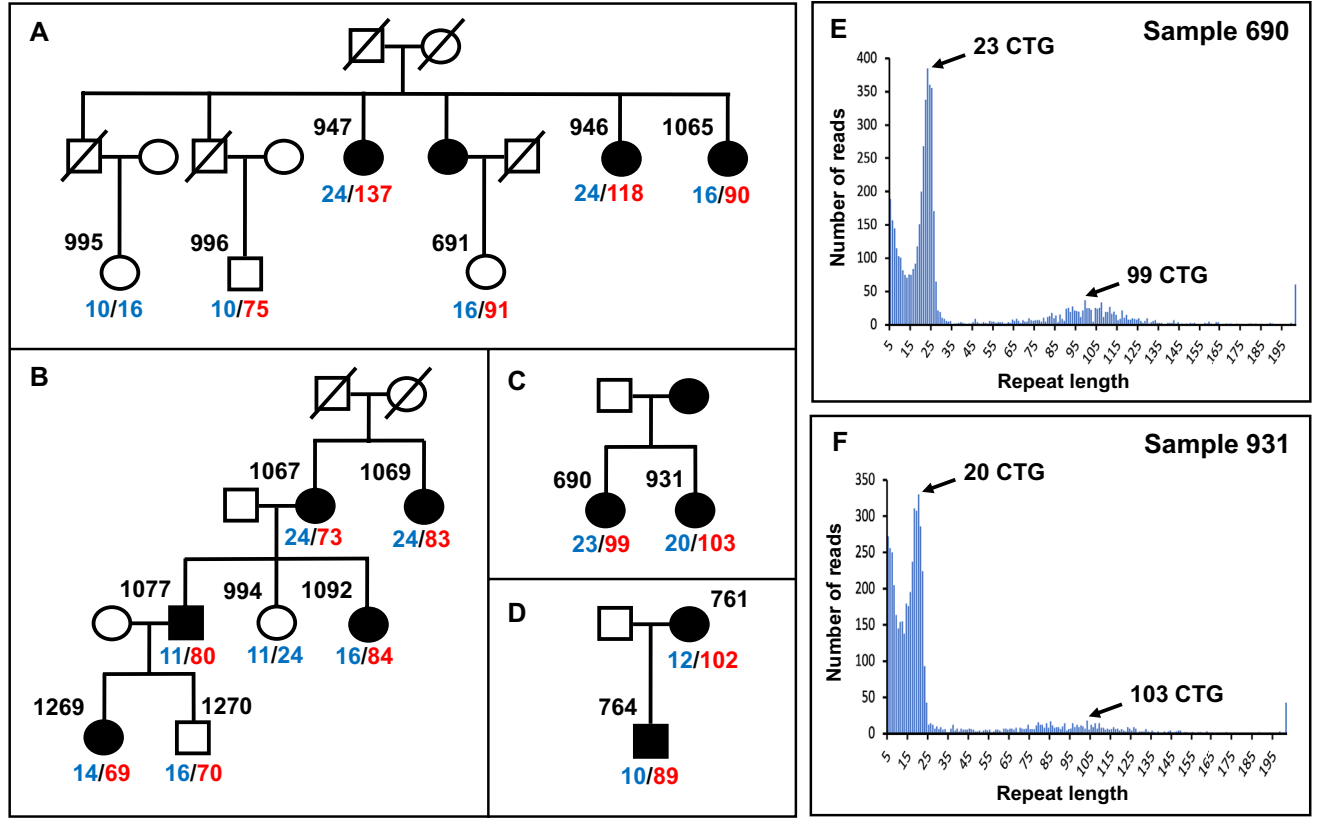 A
947
946
1065
24/137
24/118
16/90
995
996
691
10/16
10/75
16/91
B
1067
1069
24/73
24/83
1077
994
1092
11/80
11/24
16/84
1269
1270
14/69
16/70
C
690
931
23/99
20/103
D
761
12/102
764
10/89
E
Sample 690
23 CTG
99 CTG
Number of reads
400
350
300
250
200
150
100
50
0
5 15 25 35 45 55 65 75 85 95 105 115 125 135 145 155 165 175 185 195
Repeat length
F
Sample 931
20 CTG
103 CTG
Number of reads
350
300
250
200
150
100
50
0
5 15 25 35 45 55 65 75 85 95 105 115 125 135 145 155 165 175 185 195
Repeat length